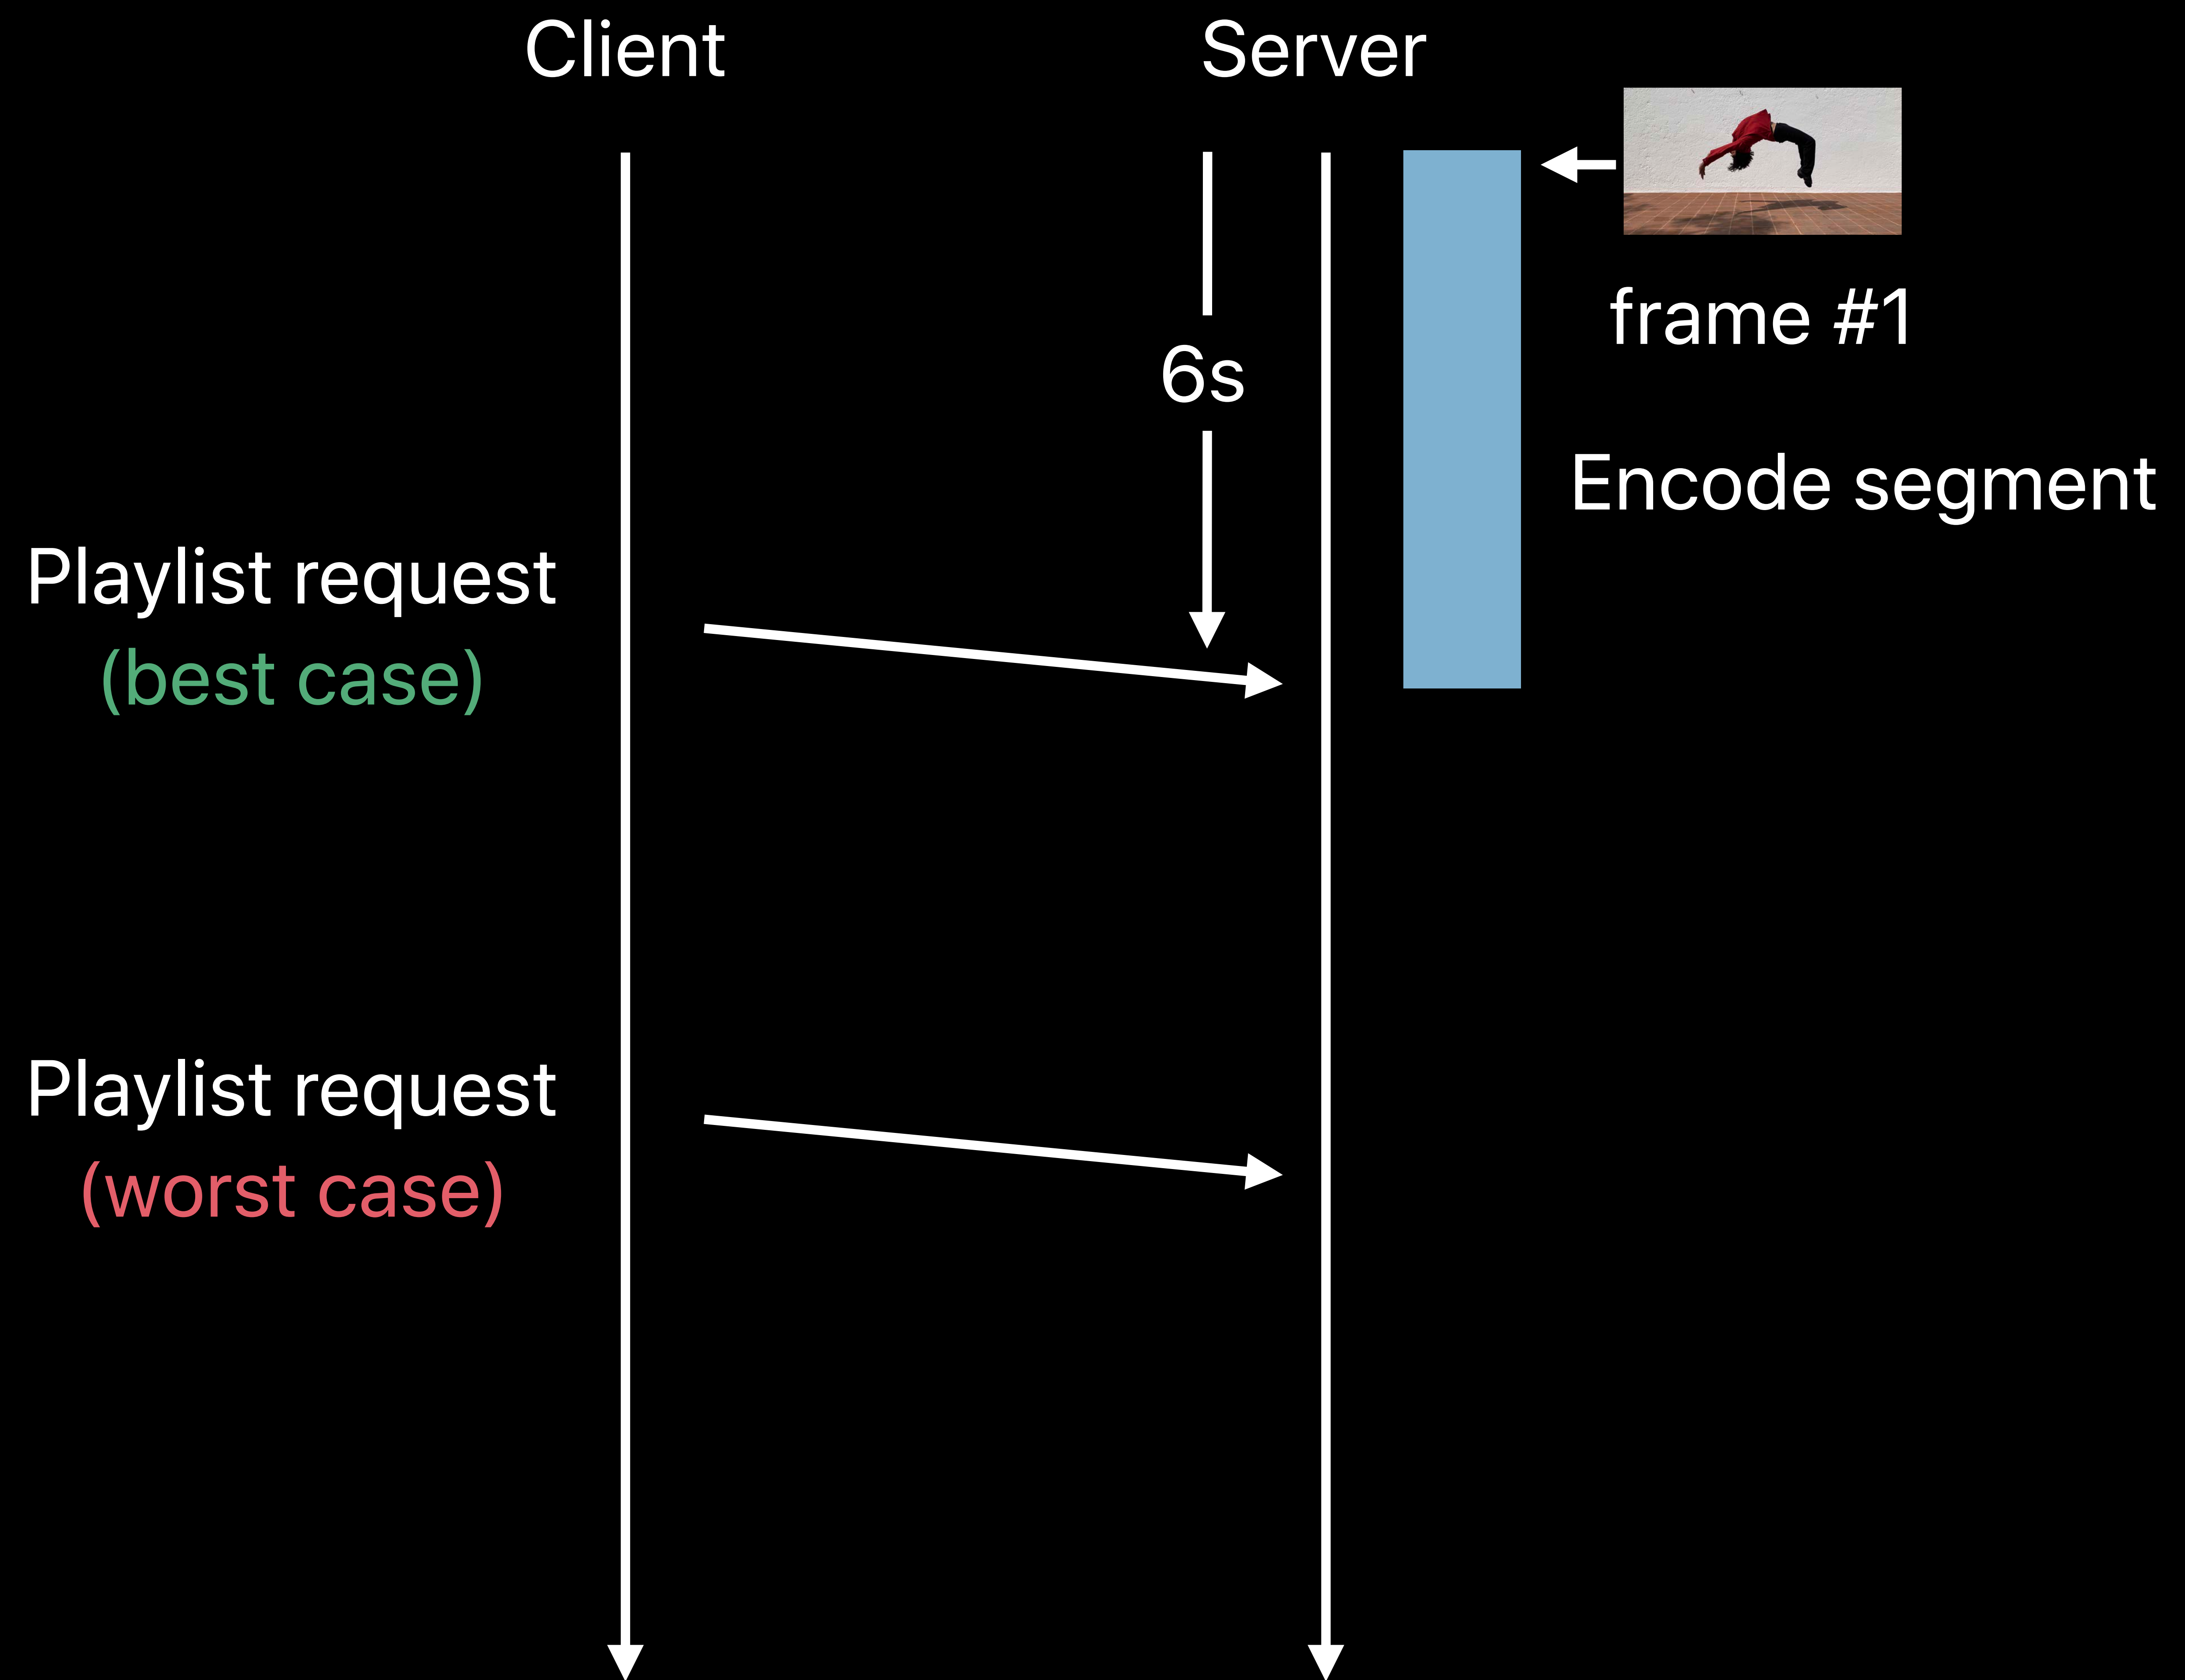 Client
Server
frame #1
6s
Encode segment
Playlist request
(best case)
Playlist request
(worst case)